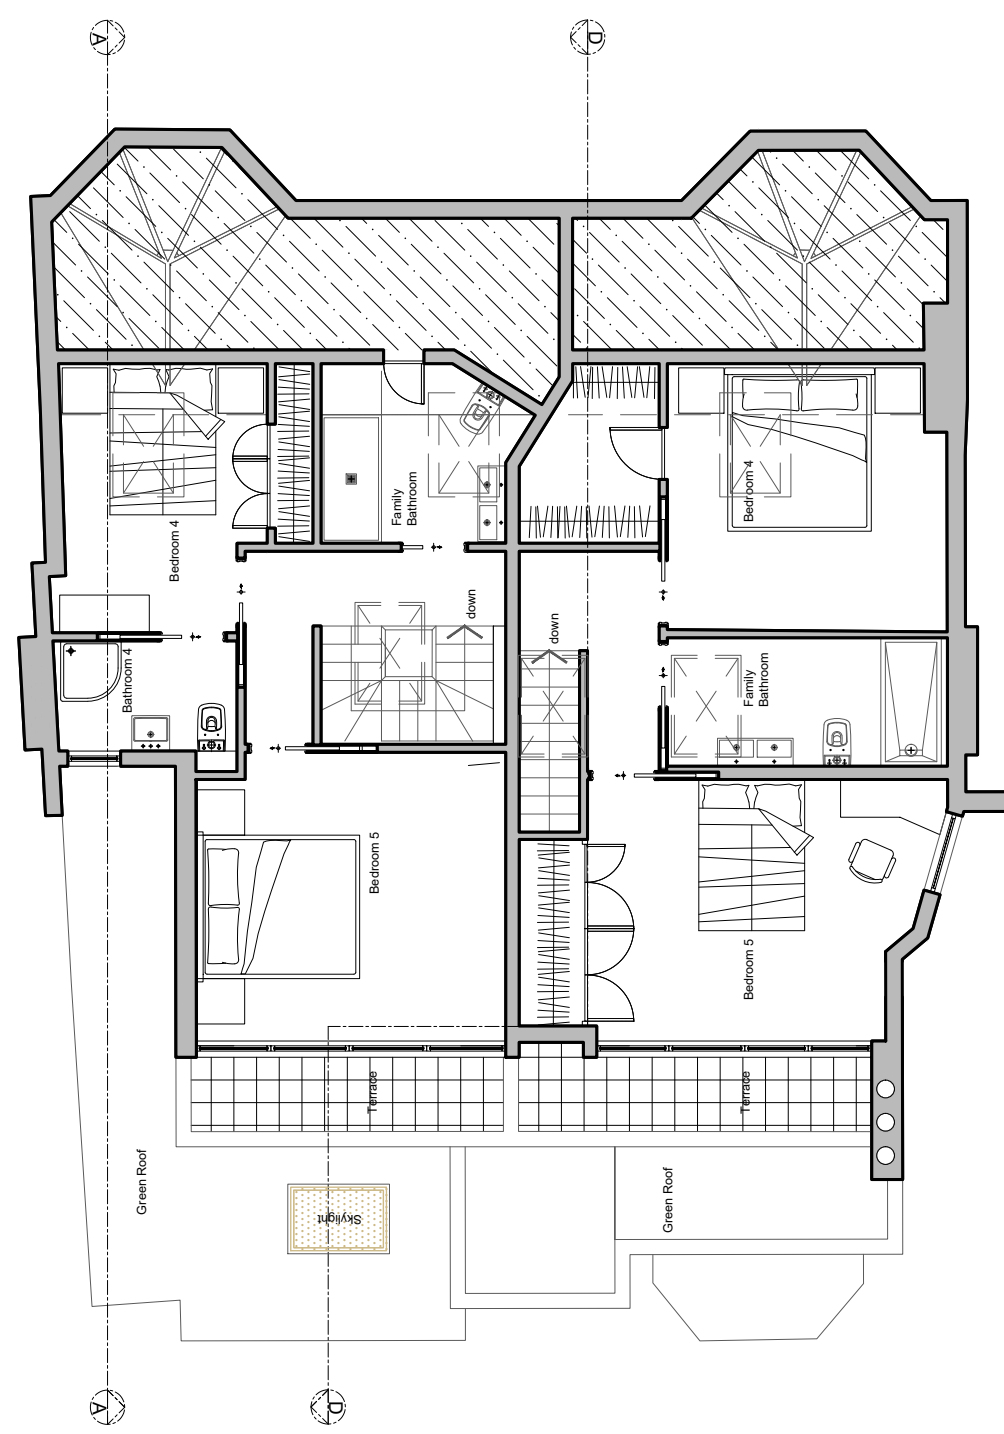 A
D
Bedroom 4
Family
Bathroom
Bedroom 4
down
down
Bathroom 4
Family
Bathroom
Bedroom 5
Bedroom 5
Terrace
Terrace
Green Roof
Green Roof
Skylight
A
D